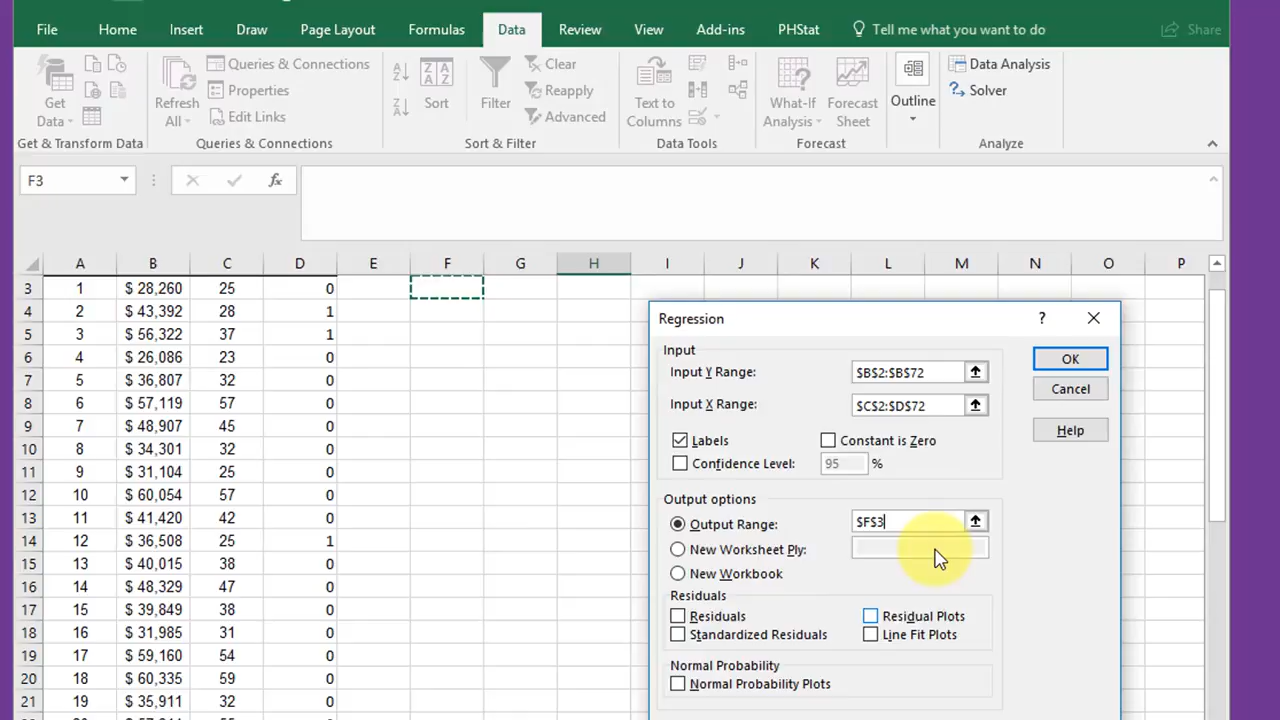 File Home Insert Draw Page Layout Formulas Data Review View Add-ins PHStat Tell me what you want to do Share
Get Data Refresh All Queries & Connections Properties Edit Links Sort Filter Clear Reapply Advanced Text to Columns What-If Analysis Forecast Sheet Outline Data Analysis Solver
Get & Transform Data Queries & Connections Sort & Filter Data Tools Forecast Analyze
F3 fx
A B C D E F G H I J K L M N O P
3 1 $ 28,260 25 0
4 2 $ 43,392 28 1
5 3 $ 56,322 37 1
6 4 $ 26,086 23 0
7 5 $ 36,807 32 0
8 6 $ 57,119 57 0
9 7 $ 48,907 45 0
10 8 $ 34,301 32 0
11 9 $ 31,104 25 0
12 10 $ 60,054 57 0
13 11 $ 41,420 42 0
14 12 $ 36,508 25 1
15 13 $ 40,015 38 0
16 14 $ 48,329 47 0
17 15 $ 39,849 38 0
18 16 $ 31,985 31 0
19 17 $ 59,160 54 0
20 18 $ 60,335 59 0
21 19 $ 35,911 32 0
Regression ?
Input
Input Y Range: $B$2:$B$72
Input X Range: $C$2:$D$72
Labels Constant is Zero
Confidence Level: 95 %
OK
Cancel
Help
Output options
Output Range: $F$3
New Worksheet Ply:
New Workbook
Residuals
Residuals Residual Plots
Standardized Residuals Line Fit Plots
Normal Probability
Normal Probability Plots